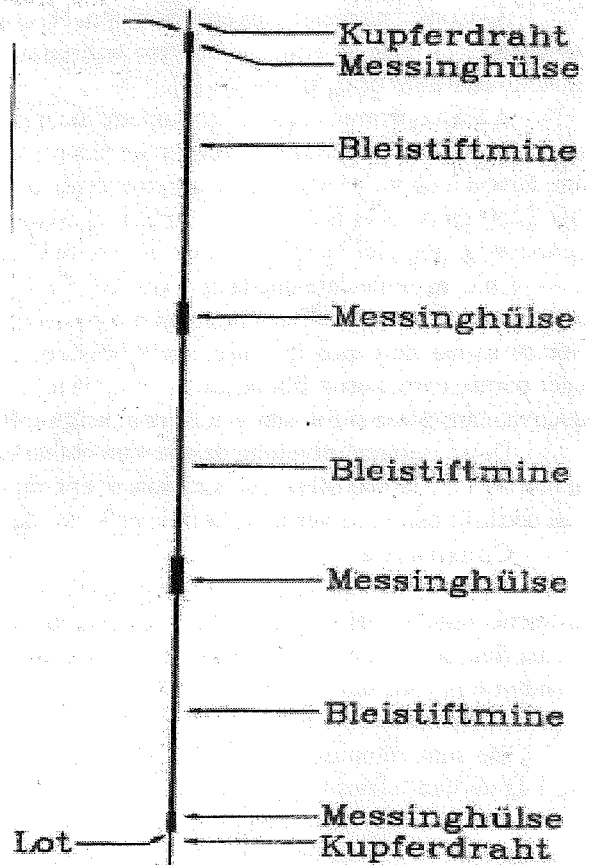 Kupferdraht
Messinghülse
Bleistiftmine
Messinghülse
Bleistiftmine
Messinghülse
Bleistiftmine
Messinghülse
Lot
Kupferdraht